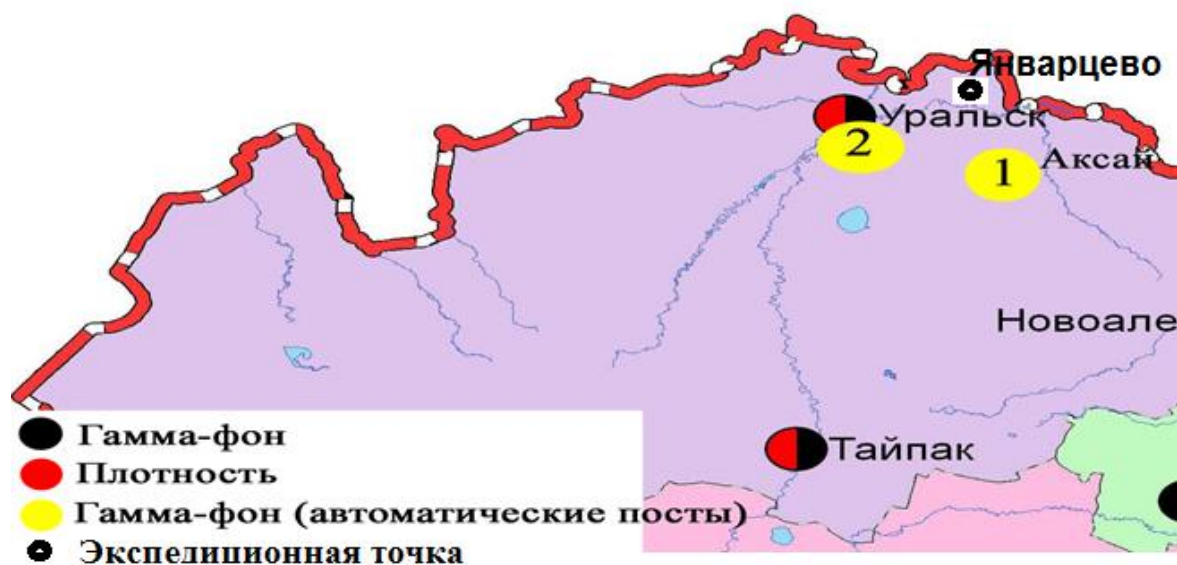 Январцево
Уральск
2
1
Аксай
Новоале
Тайпак
Гамма-фон
Плотность
Гамма-фон (автоматические посты)
Экспедиционная точка